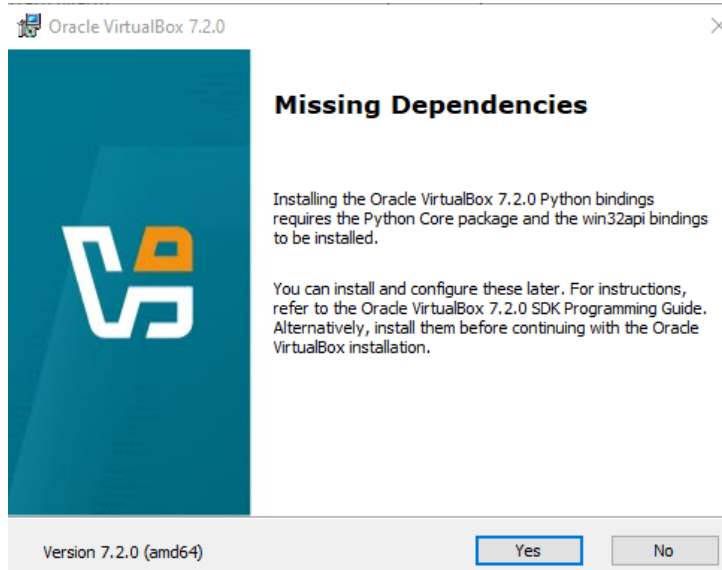 Oracle VirtualBox 7.2.0
Missing Dependencies
Installing the Oracle VirtualBox 7.2.0 Python bindings
requires the Python Core package and the win32api bindings
to be installed.
You can install and configure these later. For instructions,
refer to the Oracle VirtualBox 7.2.0 SDK Programming Guide.
Alternatively, install them before continuing with the Oracle
VirtualBox installation.
Version 7.2.0 (amd64)
Yes
No